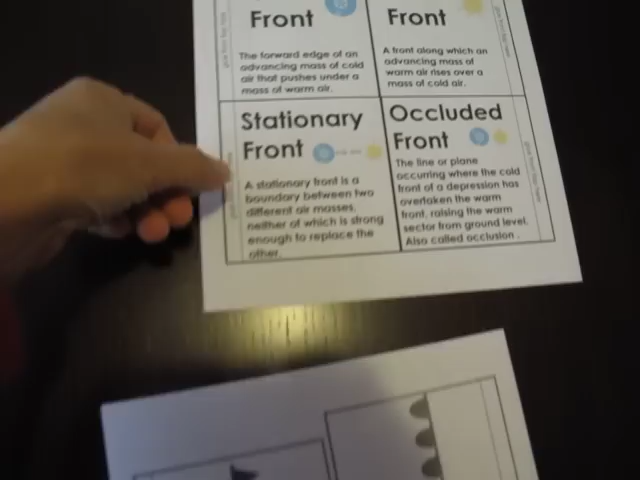 Front
The forward edge of an
advancing mass of cold
air that pushes under a
mass of warm air.
Front
A front along which an
advancing mass of
warm air rises over a
mass of cold air.
Stationary
Front
A stationary front is a
boundary between two
different air masses,
neither of which is strong
enough to replace the
other.
Occluded
Front
The line or plane
occurring where the cold
front of a depression has
overtaken the warm
front, raising the warm
sector from ground level.
Also called occlusion .